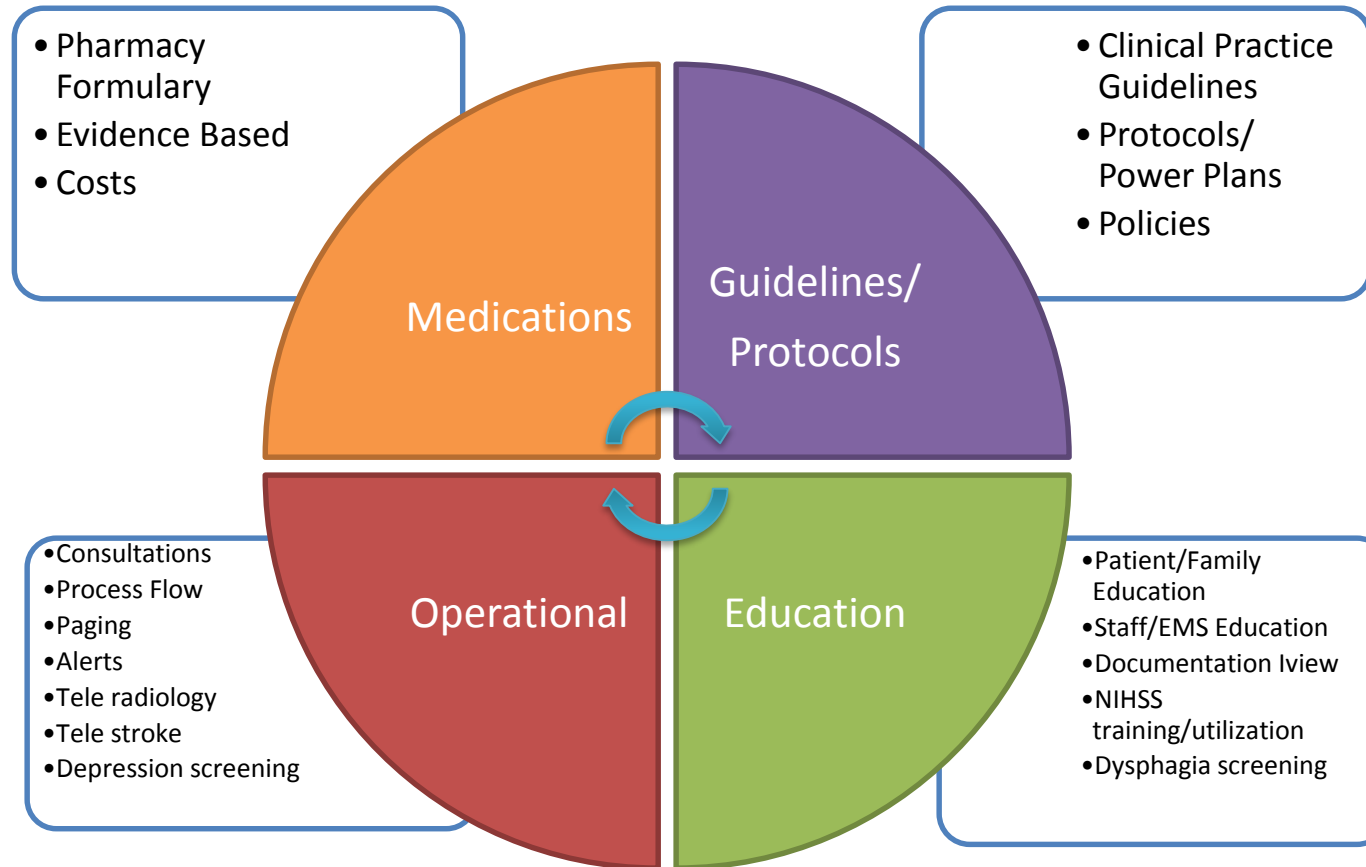 • Pharmacy
Formulary
• Evidence Based
• Costs
• Clinical Practice
Guidelines
• Protocols/
Power Plans
• Policies
Medications
Guidelines/
Protocols
Operational
Education
•Consultations
•Process Flow
•Paging
•Alerts
•Tele radiology
•Tele stroke
•Depression screening
•Patient/Family
Education
•Staff/EMS Education
•Documentation Iview
•NIHSS
training/utilization
•Dysphagia screening